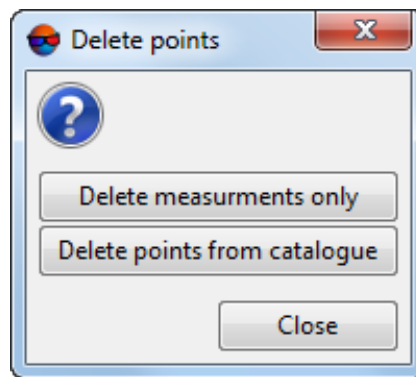 Delete points
Delete measurments only
Delete points from catalogue
Close